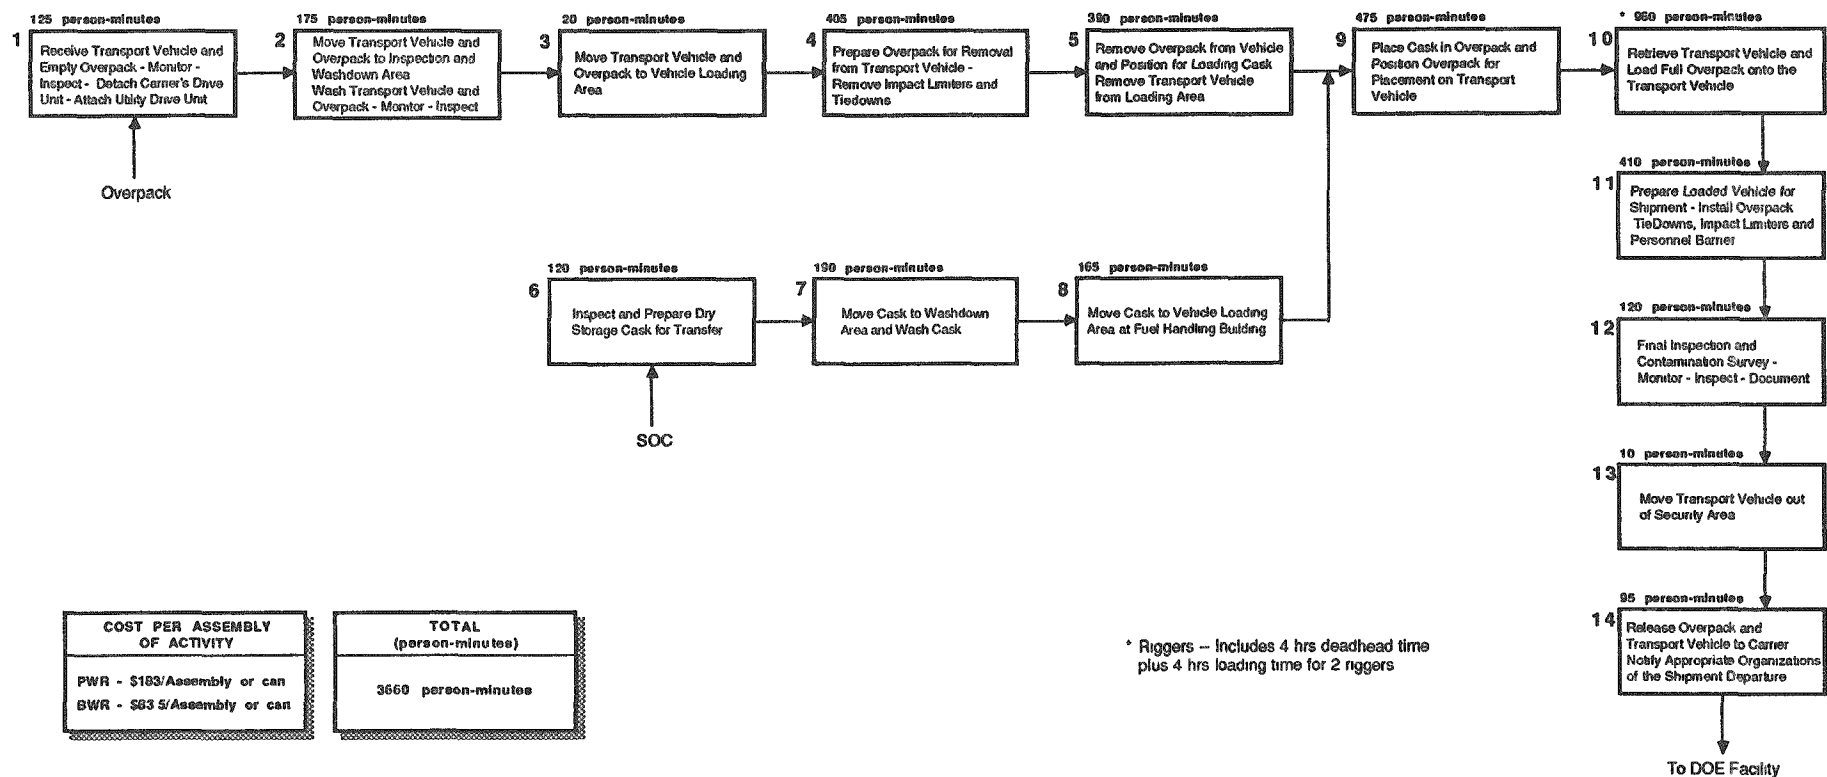 125 person-minutes
1
Receive Transport Vehicle and
Empty Overpack - Monitor -
Inspect - Detach Carrier's Drive
Unit - Attach Utility Drive Unit
Overpack
175 person-minutes
2
Move Transport Vehicle and
Overpack to Inspection and
Washdown Area
Wash Transport Vehicle and
Overpack - Monitor - Inspect
20 person-minutes
3
Move Transport Vehicle and
Overpack to Vehicle Loading
Area
405 person-minutes
4
Prepare Overpack for Removal
from Transport Vehicle -
Remove Impact Limiters and
Tiedowns
390 person-minutes
5
Remove Overpack from Vehicle
and Position for Loading Cask
Remove Transport Vehicle
from Loading Area
475 person-minutes
9
Place Cask in Overpack and
Position Overpack for
Placement on Transport
Vehicle
* 960 person-minutes
10
Retrieve Transport Vehicle and
Load Full Overpack onto the
Transport Vehicle
410 person-minutes
11
Prepare Loaded Vehicle for
Shipment - Install Overpack
TieDowns, Impact Limiters and
Personnel Barrier
120 person-minutes
6
Inspect and Prepare Dry
Storage Cask for Transfer
SOC
190 person-minutes
7
Move Cask to Washdown
Area and Wash Cask
165 person-minutes
8
Move Cask to Vehicle Loading
Area at Fuel Handling Building
120 person-minutes
12
Final Inspection and
Contamination Survey -
Monitor - Inspect - Document
10 person-minutes
13
Move Transport Vehicle out
of Security Area
95 person-minutes
14
Release Overpack and
Transport Vehicle to Carrier
Notify Appropriate Organizations
of the Shipment Departure
To DOE Facility
COST PER ASSEMBLY
OF ACTIVITY
PWR - $183/Assembly or can
BWR - $83 5/Assembly or can
TOTAL
(person-minutes)
3660 person-minutes
* Riggers – Includes 4 hrs deadhead time
plus 4 hrs loading time for 2 riggers